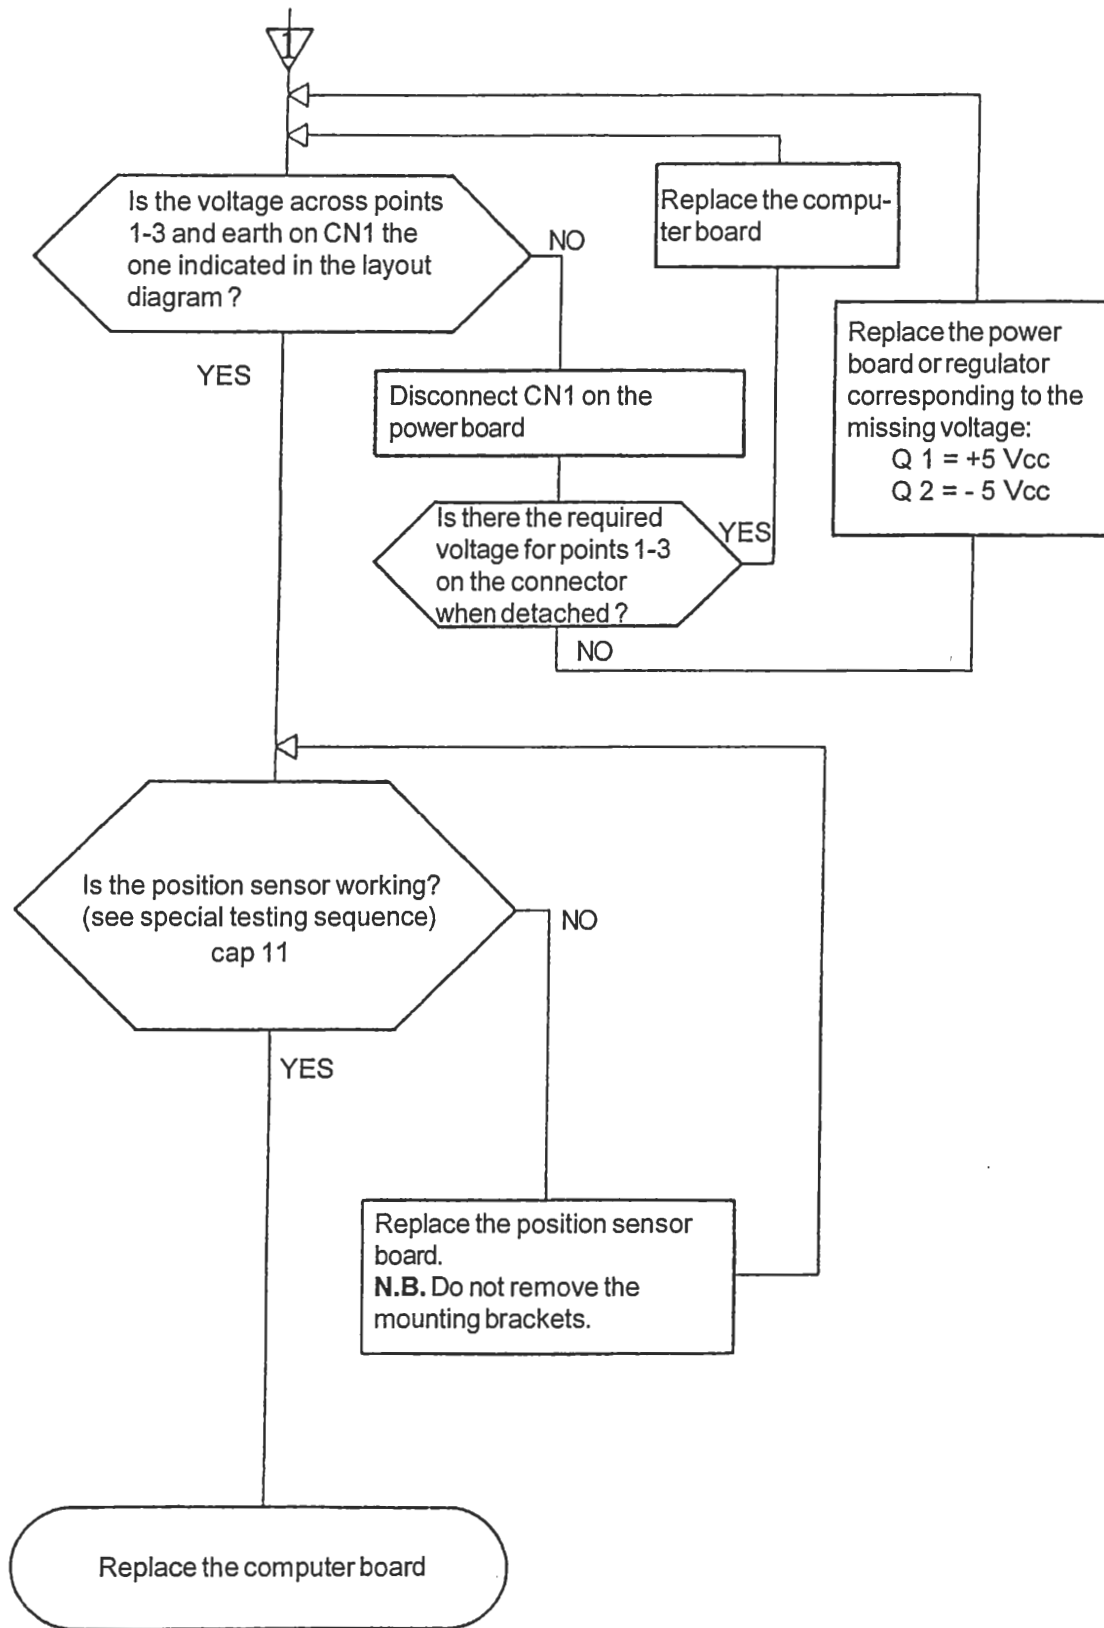 1
Is the voltage across points
1-3 and earth on CN1 the
one indicated in the layout
diagram ?
NO
YES
Replace the compu-
ter board
Replace the power
board or regulator
corresponding to the
missing voltage:
Q 1 = +5 Vcc
Q 2 = - 5 Vcc
Disconnect CN1 on the
power board
Is there the required
voltage for points 1-3
on the connector
when detached ?
YES
NO
Is the position sensor working?
(see special testing sequence)
cap 11
NO
YES
Replace the position sensor
board.
N.B. Do not remove the
mounting brackets.
Replace the computer board